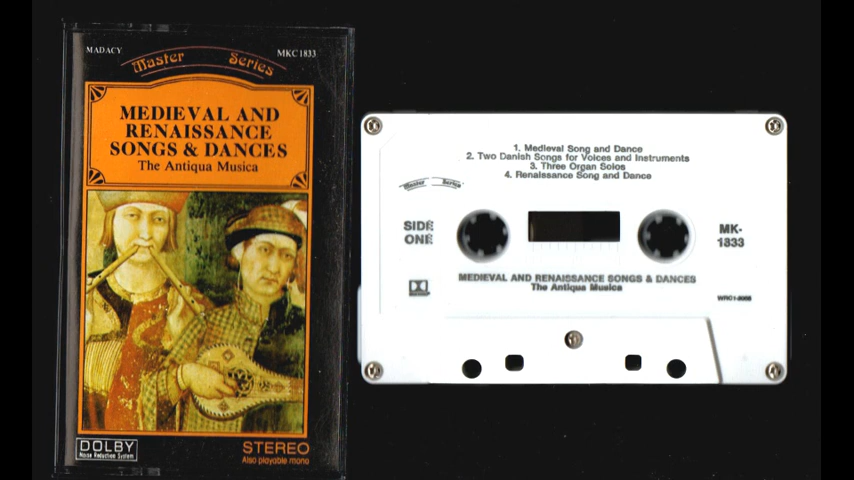 MADACY
Master Series
MKC1833
MEDIEVAL AND
RENAISSANCE
SONGS & DANCES
The Antiqua Musica
DOLBY
Noise Reduction System
STEREO
Also playable mono
1. Medieval Song and Dance
2. Two Danish Songs for Voices and Instruments
3. Three Organ Solos
4. Renaissance Song and Dance
Master Series
SIDE
ONE
MK-
1833
MEDIEVAL AND RENAISSANCE SONGS & DANCES
The Antiqua Musica